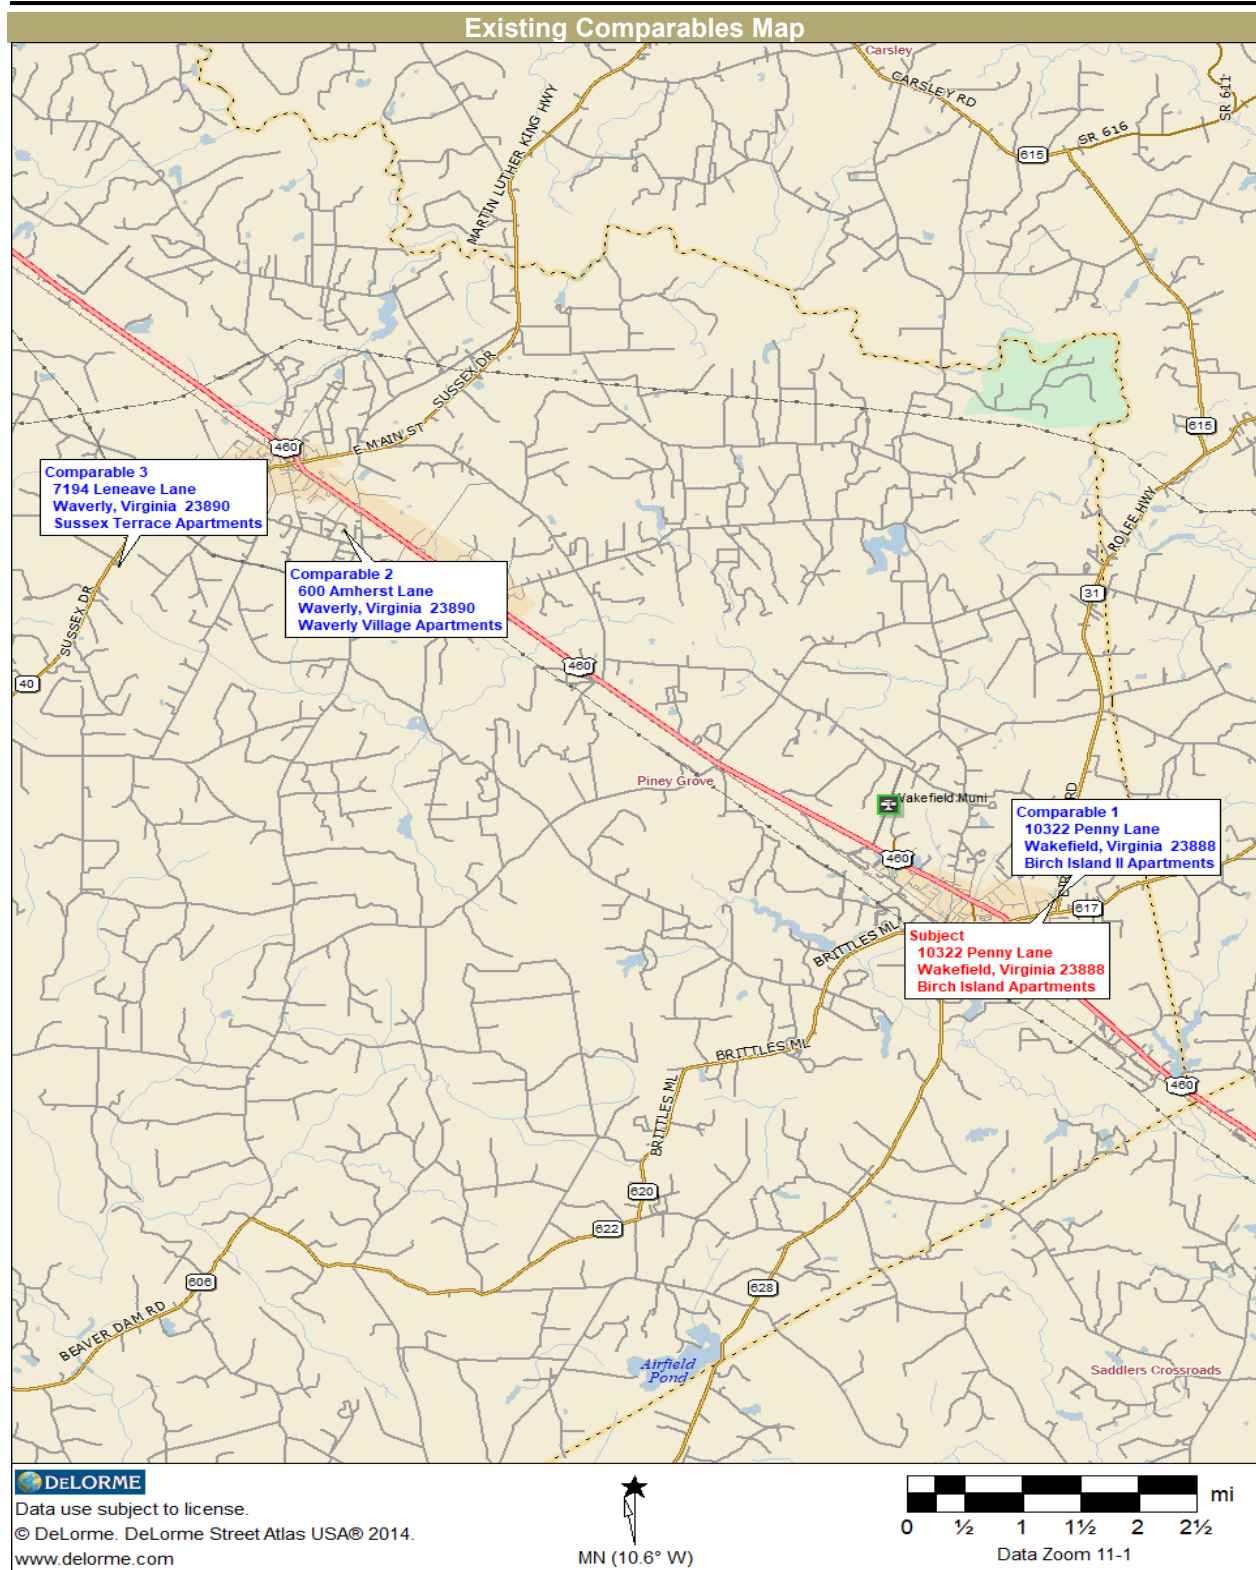 Existing Comparables Map
Carsley
CARSLEY RD
SR 611
SR 616
615
MARTIN LUTHER KING HWY
SUSSEX DR
E MAIN ST
460
615
Comparable 3
7194 Leneave Lane
Waverly, Virginia 23890
Sussex Terrace Apartments
ROLFE HWY
Comparable 2
600 Amherst Lane
Waverly, Virginia 23890
Waverly Village Apartments
31
SUSSEX DR
40
460
Piney Grove
Wakefield Muni
RD
Comparable 1
10322 Penny Lane
Wakefield, Virginia 23888
Birch Island II Apartments
460
617
BRITTLES ML
Subject
10322 Penny Lane
Wakefield, Virginia 23888
Birch Island Apartments
BRITTLES ML
460
BRITTLES ML
620
622
606
628
BEAVER DAM RD
Airfield
Pond
Saddlers Crossroads
DELORME
Data use subject to license.
© DeLorme. DeLorme Street Atlas USA® 2014.
www.delorme.com
MN (10.6° W)
mi
0 ½ 1 1½ 2 2½
Data Zoom 11-1